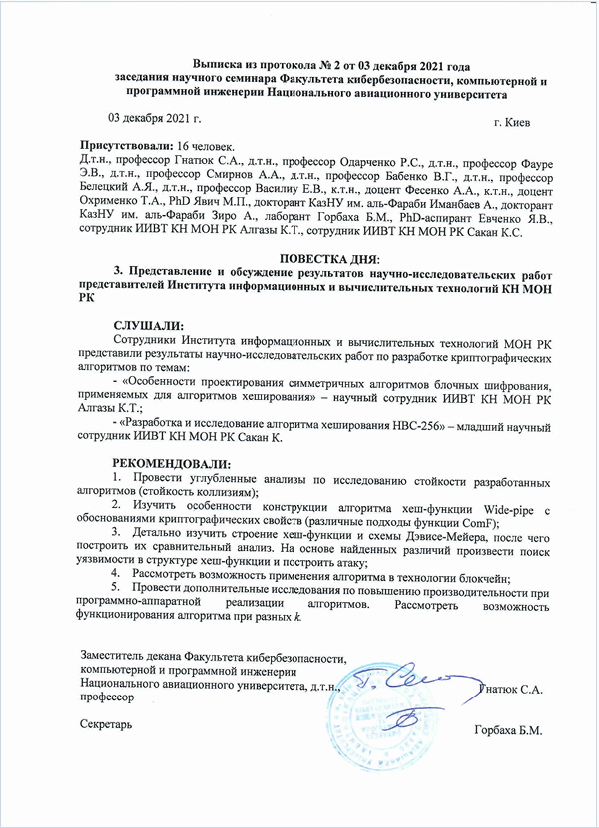 Выписка из протокола № 2 от 03 декабря 2021 года
заседания научного семинара Факультета кибербезопасности, компьютерной и
программной инженерии Национального авиационного университета
03 декабря 2021 г.
г. Киев
Присутствовали: 16 человек.
Д.т.н., профессор Гнатюк С.А., д.т.н., профессор Одарченко Р.С., д.т.н., профессор Фауре
Э.В., д.т.н., профессор Смирнов А.А., д.т.н., профессор Бабенко В.Г., д.т.н., профессор
Белецкий А.Я., д.т.н., профессор Василиу Е.В., к.т.н., доцент Фесенко А.А., к.т.н., доцент
Охрименко Т.А., PhD Явич М.П., докторант КазНУ им. аль-Фараби Иманбаев А., докторант
КазНУ им. аль-Фараби Зиро А., лаборант Горбаха Б.М., PhD-аспирант Евченко Я.В.,
сотрудник ИИВТ КН МОН РК Алгазы К.Т., сотрудник ИИВТ КН МОН РК Сакан К.С.
ПОВЕСТКА ДНЯ:
3. Представление и обсуждение результатов научно-исследовательских работ
представителей Института информационных и вычислительных технологий КН МОН
РК
СЛУШАЛИ:
Сотрудники Института информационных и вычислительных технологий МОН РК
представили результаты научно-исследовательских работ по разработке криптографических
алгоритмов по темам:
- «Особенности проектирования симметричных алгоритмов блочных шифрования,
применяемых для алгоритмов хеширования» – научный сотрудник ИИВТ КН МОН РК
Алгазы К.Т.;
- «Разработка и исследование алгоритма хеширования НВС-256» – младший научный
сотрудник ИИВТ КН МОН РК Сакан К.
РЕКОМЕНДОВАЛИ:
1. Провести углубленные анализы по исследованию стойкости разработанных
алгоритмов (стойкость коллизиям);
2. Изучить особенности конструкции алгоритма хеш-функции Wide-pipe с
обоснованиями криптографических свойств (различные подходы функции ComF);
3. Детально изучить строение хеш-функции и схемы Дэвисе-Мейера, после чего
построить их сравнительный анализ. На основе найденных различий произвести поиск
уязвимости в структуре хеш-функции и построить атаку;
4. Рассмотреть возможность применения алгоритма в технологии блокчейн;
5. Провести дополнительные исследования по повышению производительности при
программно-аппаратной реализации алгоритмов. Рассмотреть возможность
функционирования алгоритма при разных k.
Заместитель декана Факультета кибербезопасности,
компьютерной и программной инженерии
Национального авиационного университета, д.т.н.,
профессор
Гнатюк С.А.
Секретарь
Горбаха Б.М.